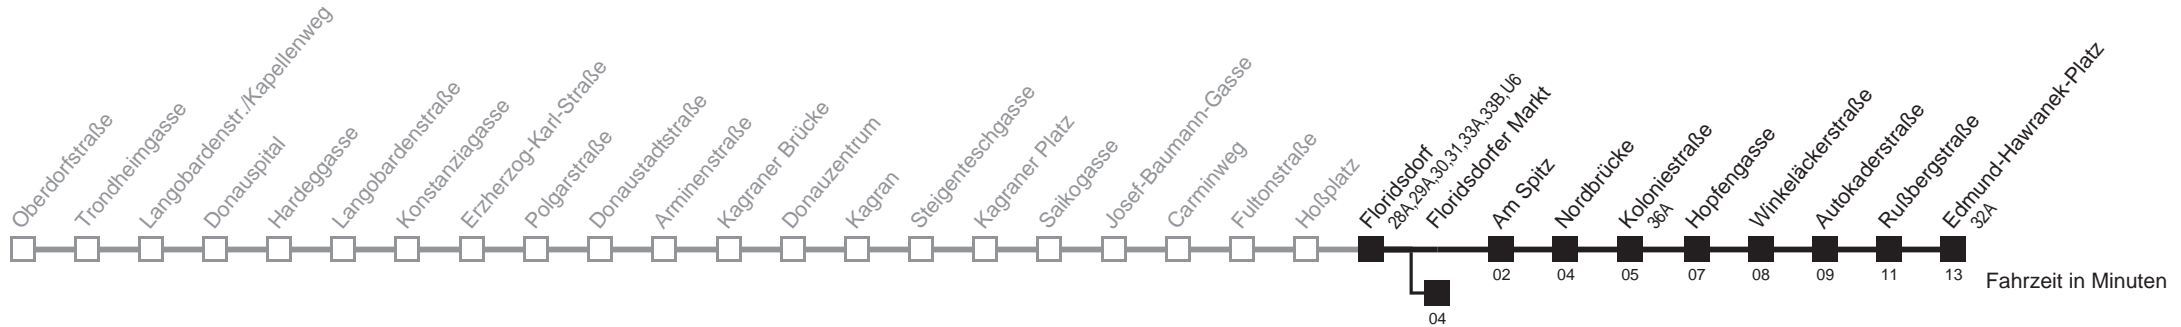 Oberdorfstraße
Trondheimgasse
Langobardenstr./Kapellenweg
Donauspital
Hardeggasse
Langobardenstraße
Konstanziagasse
Erzherzog-Karl-Straße
Polgarstraße
Donaustadtstraße
Arminenstraße
Kagraner Brücke
Donauzentrum
Kagran
Steigenteschgasse
Kagraner Platz
Saikogasse
Josef-Baumann-Gasse
Carminweg
Fultonstraße
Hoßplatz
Floridsdorf
28A,29A,30,31,33A,33B,U6
Floridsdorfer Markt
Am Spitz
Nordbrücke
Koloniestraße
36A
Hopfengasse
Winkeläckerstraße
Autokaderstraße
Rußbergstraße
Edmund-Hawranek-Platz
32A
02
04
05
07
08
09
11
13
Fahrzeit in Minuten
04